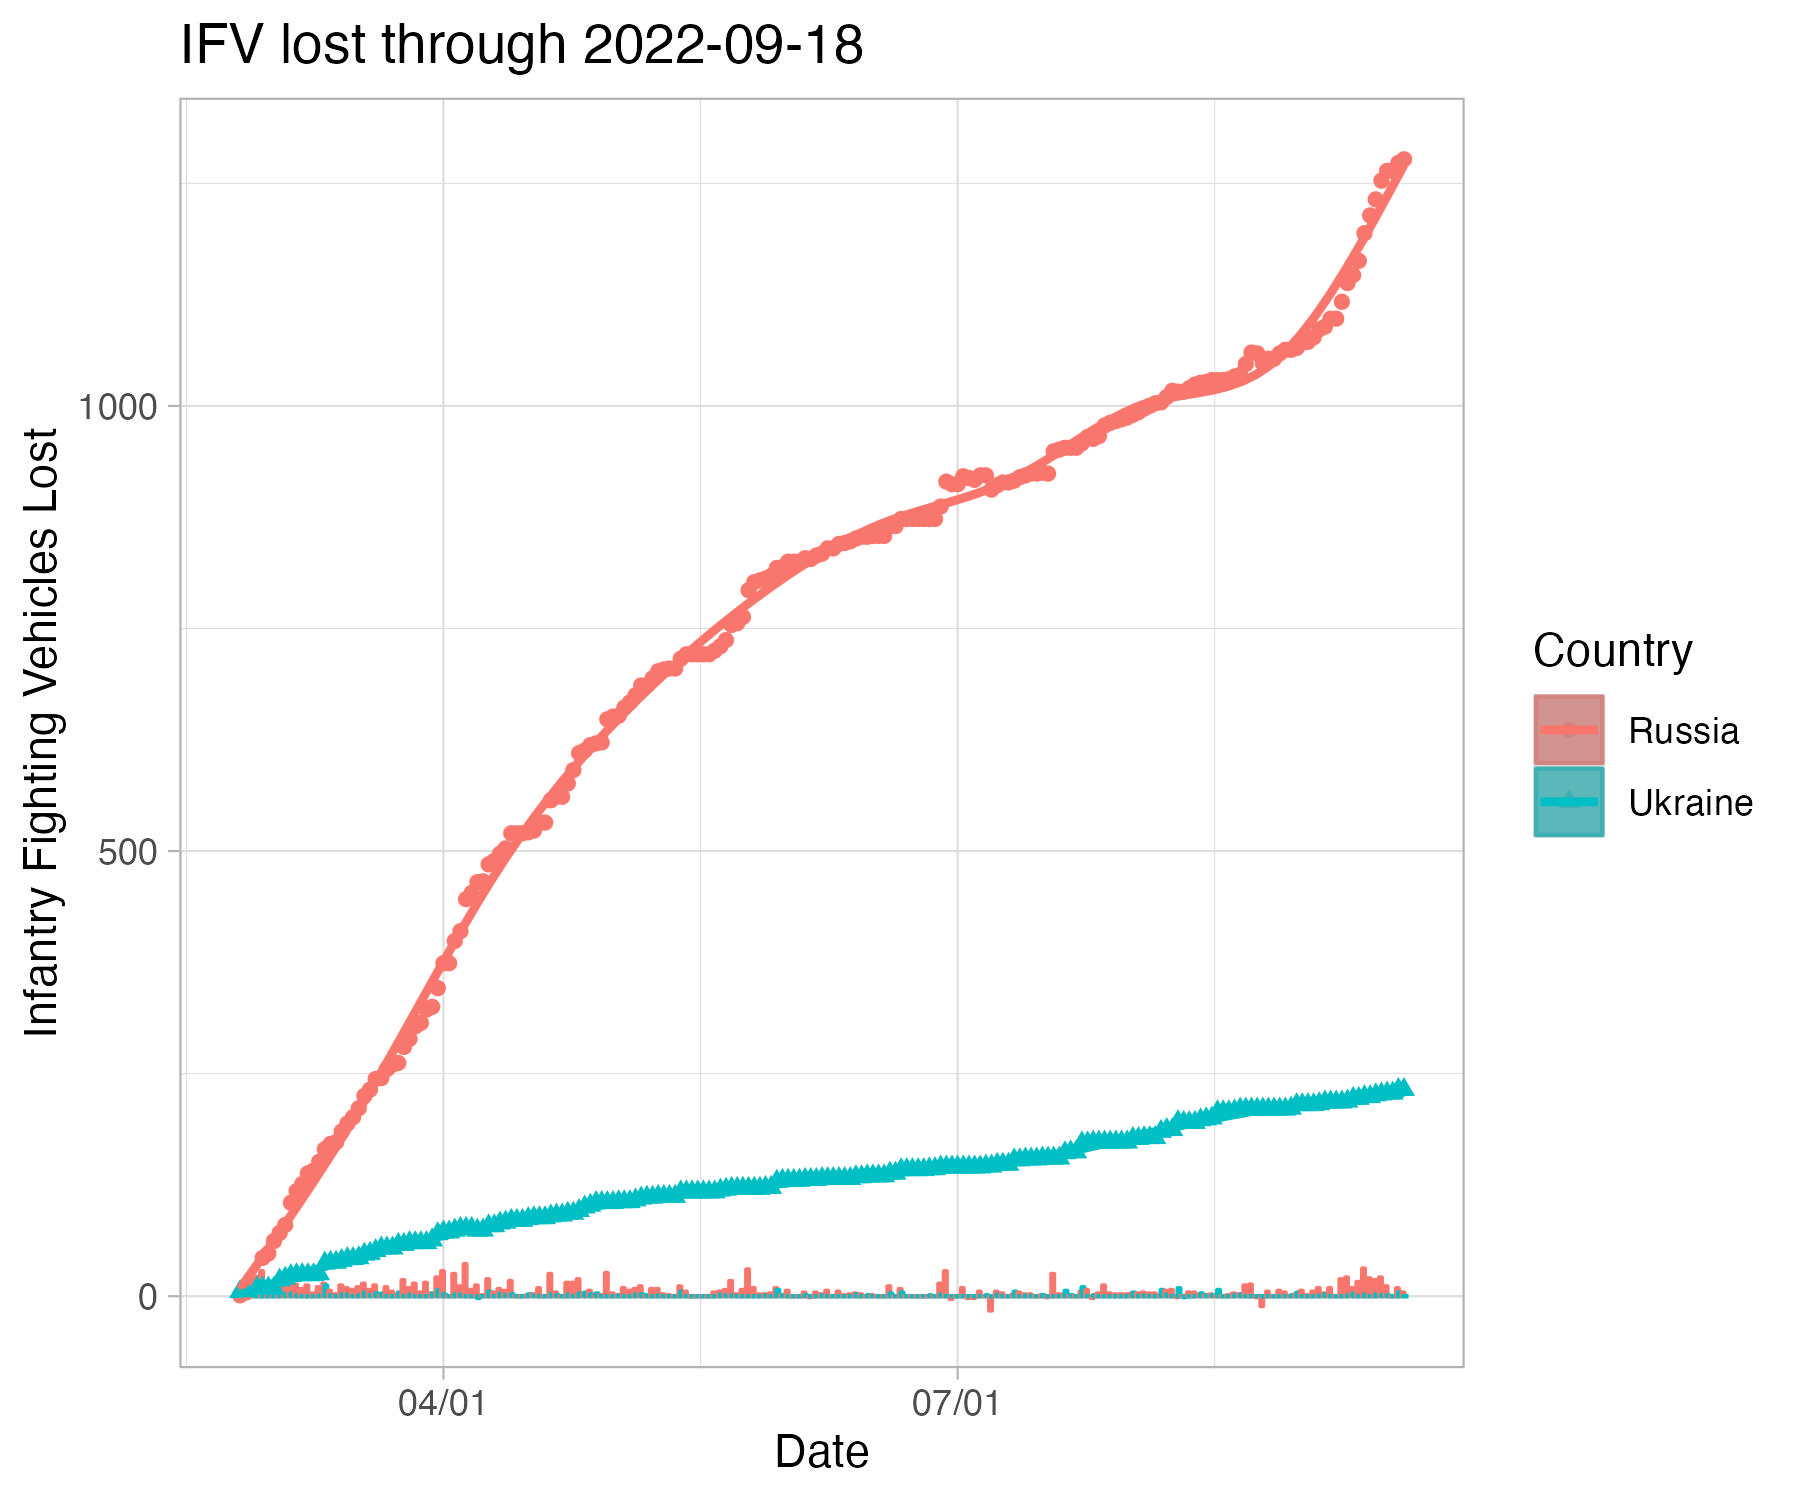 IFV lost through 2022-09-18
Infantry Fighting Vehicles Lost
1000
500
0
04/01
07/01
Date
Country
Russia
Ukraine